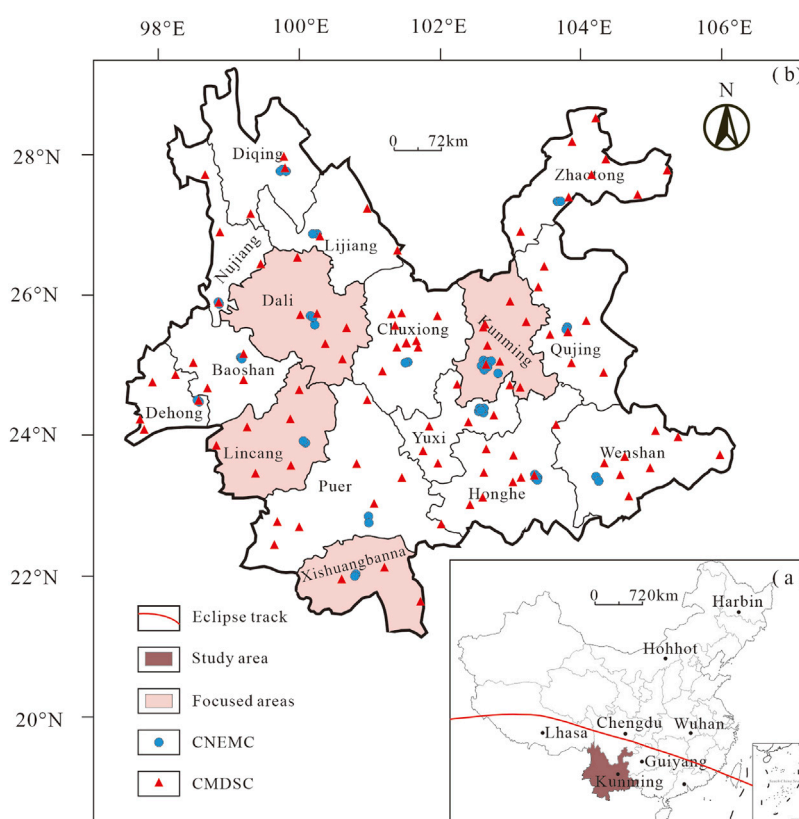 98°E 100°E 102°E 104°E 106°E
(b)
N
0 72km
28°N
26°N
24°N
22°N
20°N
Diqing
Zhaotong
Nujiang
Lijiang
Dali
Chuxiong
Kunming
Qujing
Baoshan
Dehong
Lincang
Yuxi
Wenshan
Puer
Honghe
Xishuangbanna
Eclipse track
Study area
Focused areas
CNEMC
CMDSC
(a
0 720km
Harbin
Hohhot
Chengdu
Wuhan
Lhasa
Guiyang
Kunming